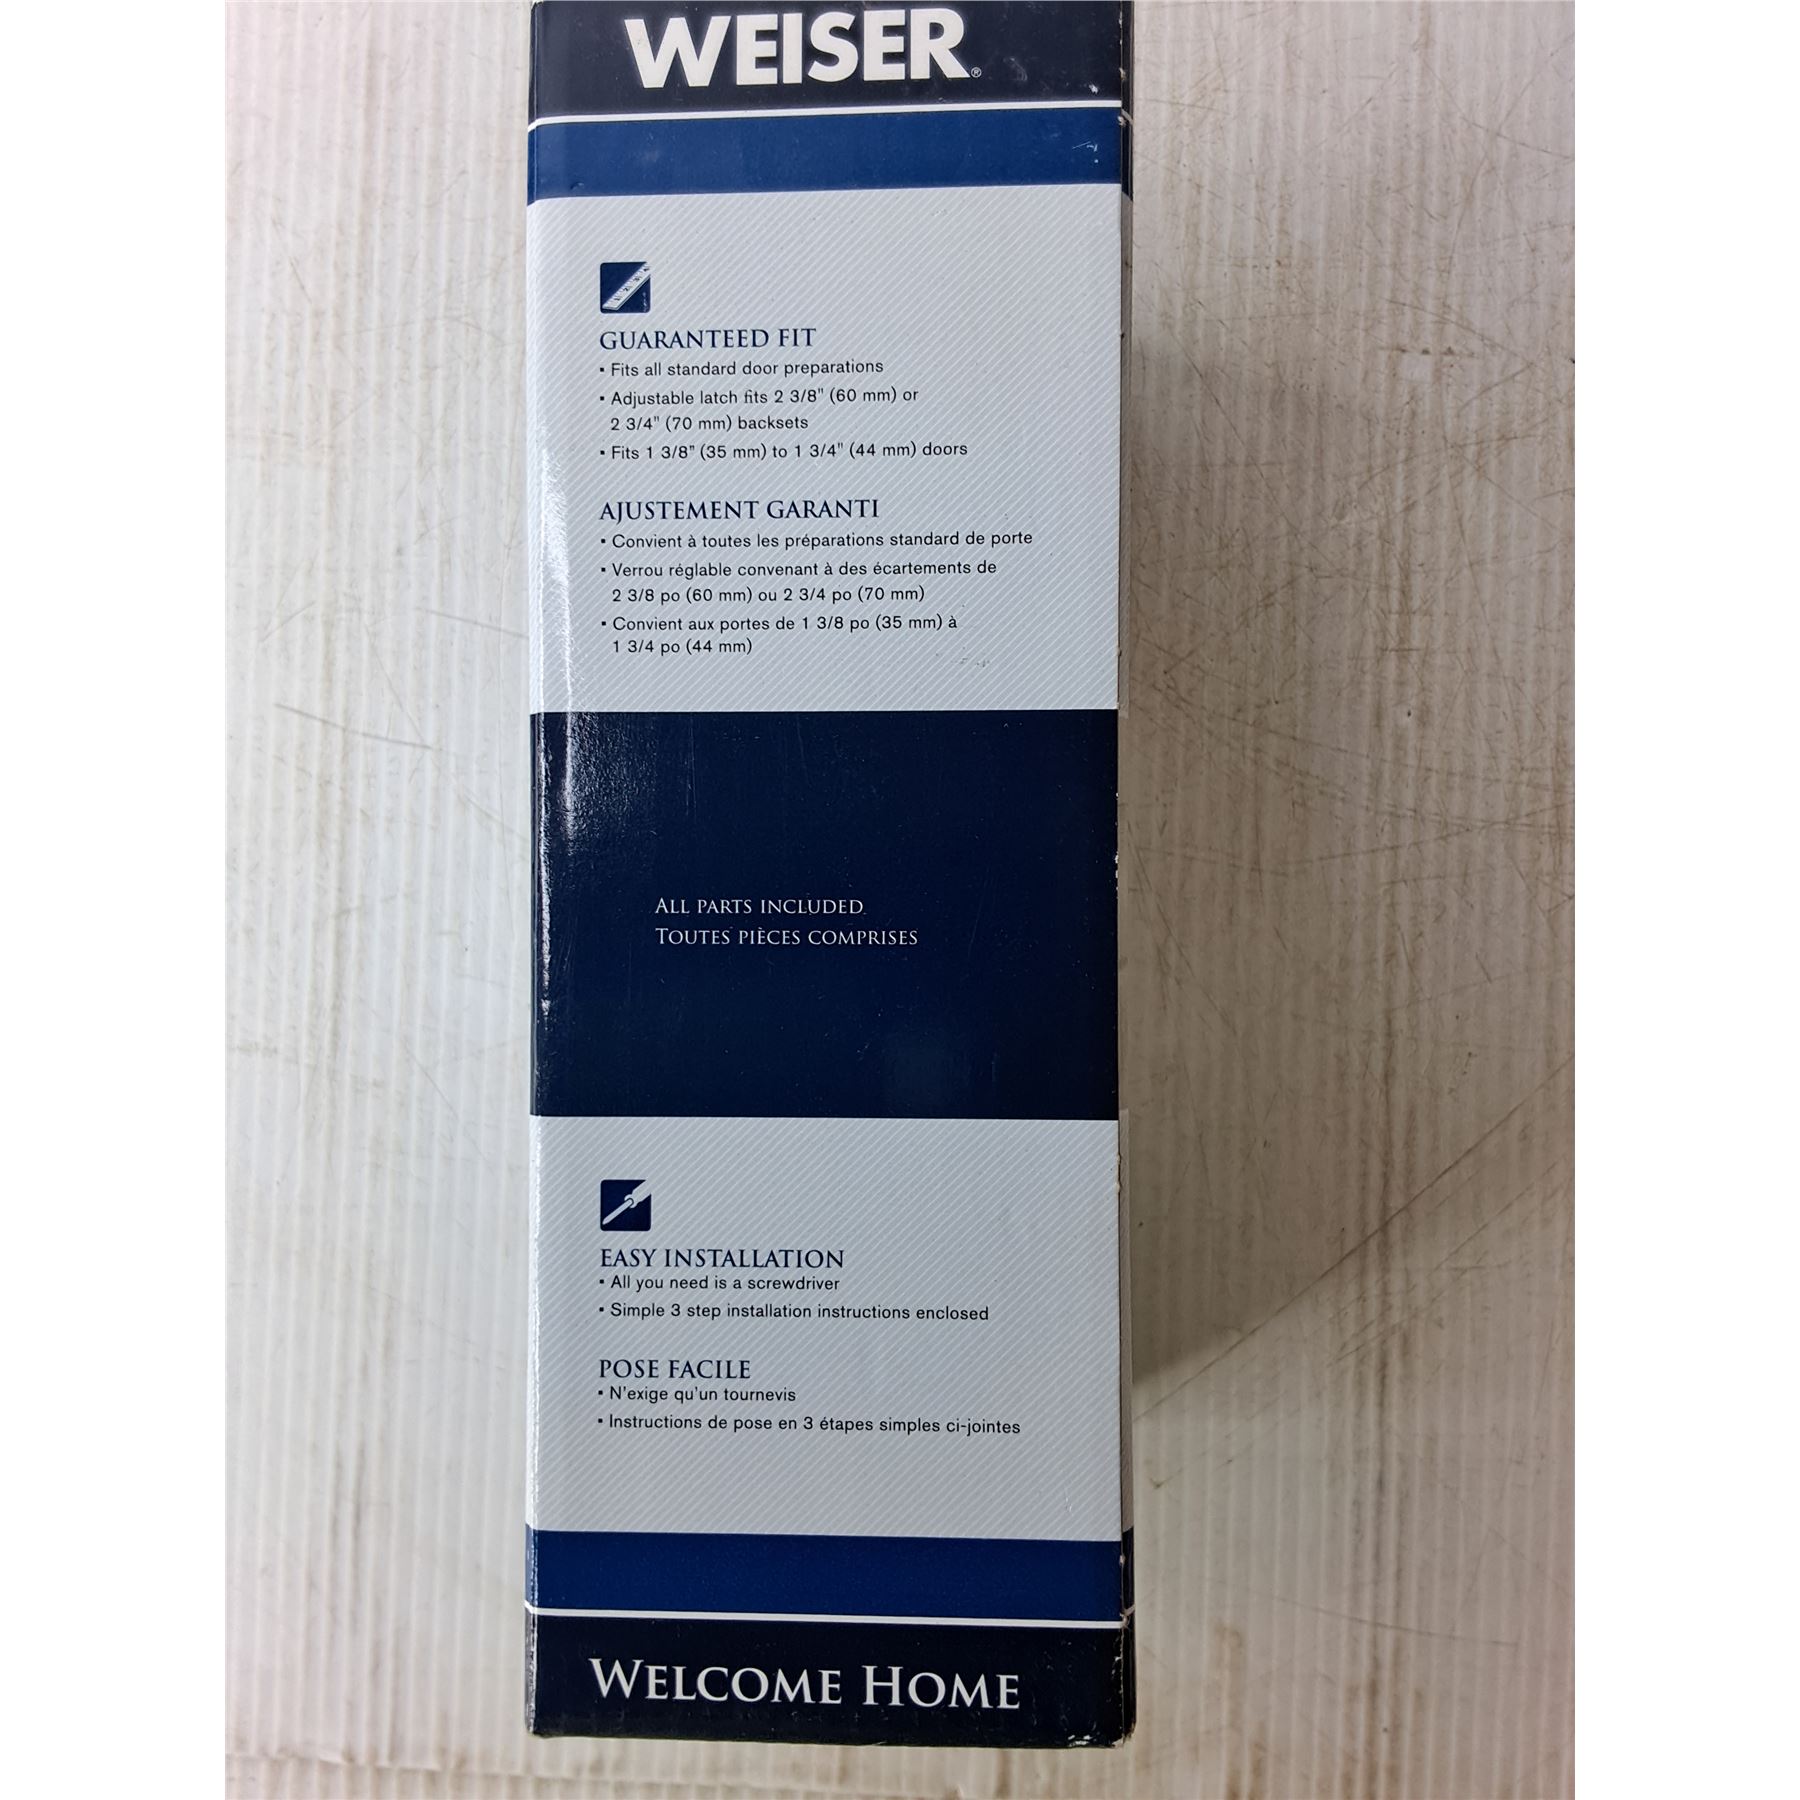 WEISER®
GUARANTEED FIT
▪ Fits all standard door preparations
▪ Adjustable latch fits 2 3/8" (60 mm) or
2 3/4" (70 mm) backsets
▪ Fits 1 3/8" (35 mm) to 1 3/4" (44 mm) doors
AJUSTEMENT GARANTI
▪ Convient à toutes les préparations standard de porte
▪ Verrou réglable convenant à des écartements de
2 3/8 po (60 mm) ou 2 3/4 po (70 mm)
▪ Convient aux portes de 1 3/8 po (35 mm) à
1 3/4 po (44 mm)
ALL PARTS INCLUDED
TOUTES PIÈCES COMPRISES
EASY INSTALLATION
▪ All you need is a screwdriver
▪ Simple 3 step installation instructions enclosed
POSE FACILE
▪ N'exige qu'un tournevis
▪ Instructions de pose en 3 étapes simples ci-jointes
WELCOME HOME